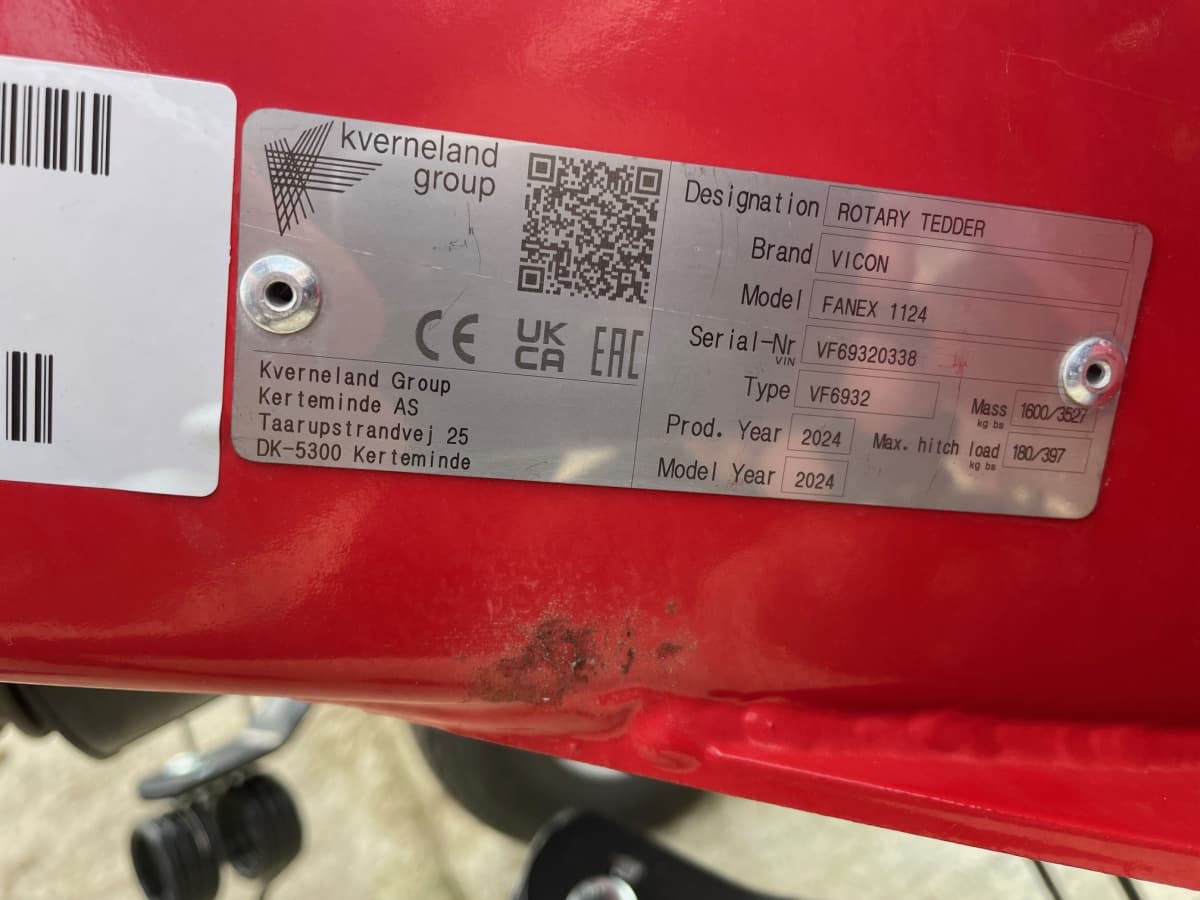 kverneland
group
CE
UK
CA
EAC
Kverneland Group
Kerteminde AS
Taarupstrandvej 25
DK-5300 Kerteminde
Designation ROTARY TEDDER
Brand VICON
Model FANEX 1124
Serial-Nr VF69320338
VIN
Type VF6932
Mass 1600/3527
kg lbs
Prod. Year 2024
Max. hitch load 180/397
kg lbs
Model Year 2024